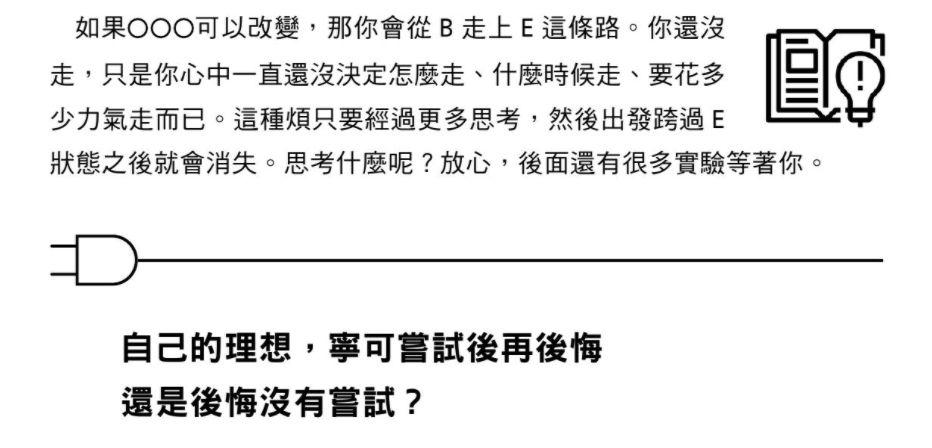 如果○○○可以改變，那你會從 B 走上 E 這條路。你還沒
走，只是你心中一直還沒決定怎麼走、什麼時候走、要花多
少力氣走而已。這種煩只要經過更多思考，然後出發跨過 E
狀態之後就會消失。思考什麼呢？放心，後面還有很多實驗等著你。
自己的理想，寧可嘗試後再後悔
還是後悔沒有嘗試？